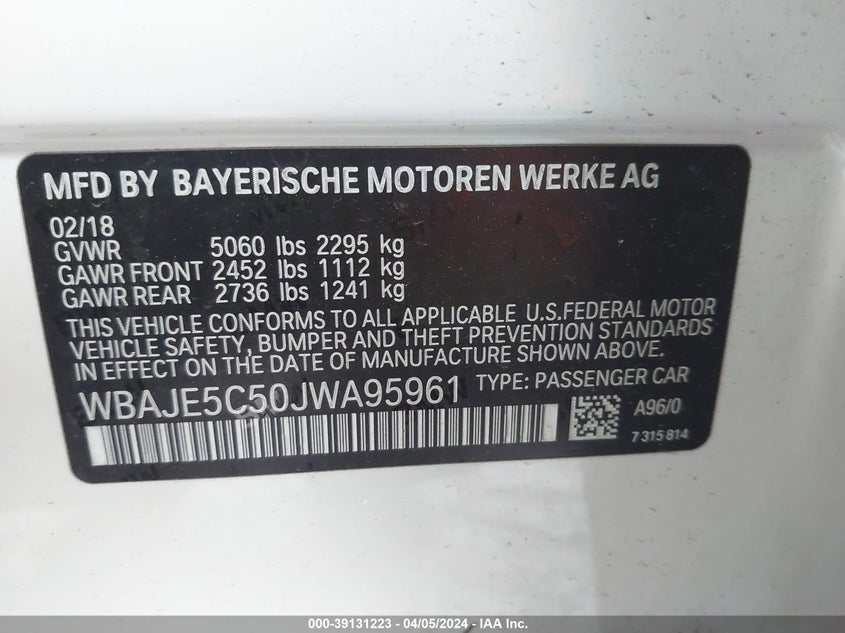 MFD BY BAYERISCHE MOTOREN WERKE AG
02/18
GVWR 5060 lbs 2295 kg
GAWR FRONT 2452 lbs 1112 kg
GAWR REAR 2736 lbs 1241 kg
THIS VEHICLE CONFORMS TO ALL APPLICABLE U.S.FEDERAL MOTOR
VEHICLE SAFETY, BUMPER AND THEFT PREVENTION STANDARDS
IN EFFECT ON THE DATE OF MANUFACTURE SHOWN ABOVE.
WBAJE5C50JWA95961 TYPE: PASSENGER CAR
A96/0
7 315 814
000-39131223 - 04/05/2024 - IAA Inc.